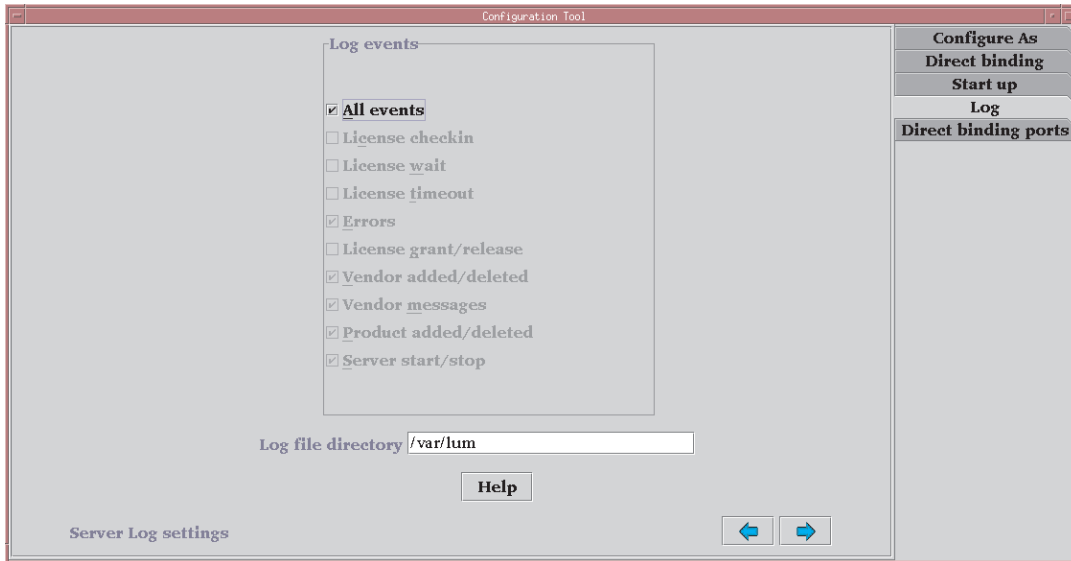 Configuration Tool
Log events
All events
License checkin
License wait
License timeout
Errors
License grant/release
Vendor added/deleted
Vendor messages
Product added/deleted
Server start/stop
Log file directory /var/lum
Help
Server Log settings
Configure As
Direct binding
Start up
Log
Direct binding ports